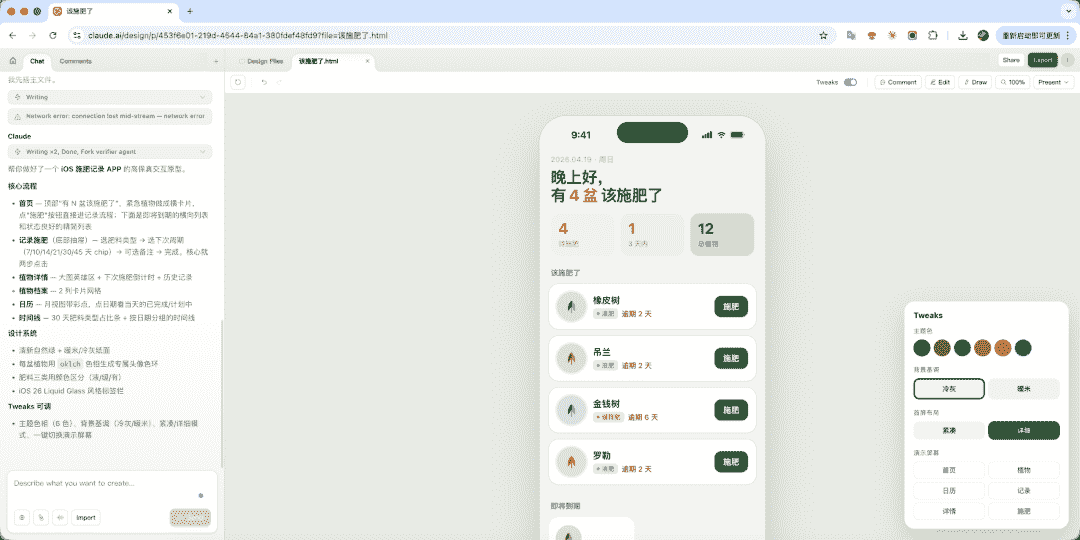 该施肥了
claude.ai/design/p/453f6e01-219d-4644-84a1-380fdef48fd9?file=该施肥了.html
重新启动即可更新
Chat
Comments
Design Files
该施肥了.html
Share
Export
Tweaks
Comment
Edit
Draw
100%
Present
Writing
Network error: connection lost mid-stream — network error
Claude
Writing ×2, Done, Fork verifier agent
帮你做好了一个 iOS 施肥记录 APP 的高保真交互原型。
核心流程
首页 — 顶部"有 N 盆该施肥了"，紧急植物做成横卡片，
点"施肥"按钮直接进记录流程；下面是即将到期的横向列表
和状态良好的精简列表
记录施肥（底部抽屉）— 选肥料类型 → 选下次周期
（7/10/14/21/30/45 天 chip）→ 可选备注 → 完成，核心就
两步点击
植物详情 — 大图英雄区 + 下次施肥倒计时 + 历史记录
植物档案 — 2 列卡片网格
日历 — 月视图带彩点，点日期看当天的已完成/计划中
时间线 — 30 天肥料类型占比条 + 按日期分组的时间线
设计系统
清新自然绿 + 暖米/冷灰纸面
每盆植物用 oklch 色相生成专属头像色环
肥料三类用颜色区分（液/缓/有）
iOS 26 Liquid Glass 风格标签栏
Tweaks 可调
主题色相（6 色）、背景基调（冷灰/暖米）、紧凑/详细模
式、一键切换演示屏幕
Describe what you want to create...
Import
9:41
2026.04.19 · 周日
晚上好，
有 4 盆 该施肥了
4
1
3 天内
12
总植物
该施肥了
橡皮树
逾期 2 天
施肥
吊兰
逾期 2 天
施肥
金钱树
逾期 6 天
施肥
罗勒
逾期 2 天
施肥
即将到期
Tweaks
主题色
背景基调
冷灰
暖米
首屏布局
紧凑
详细
演示屏幕
首页
植物
日历
记录
详情
施肥